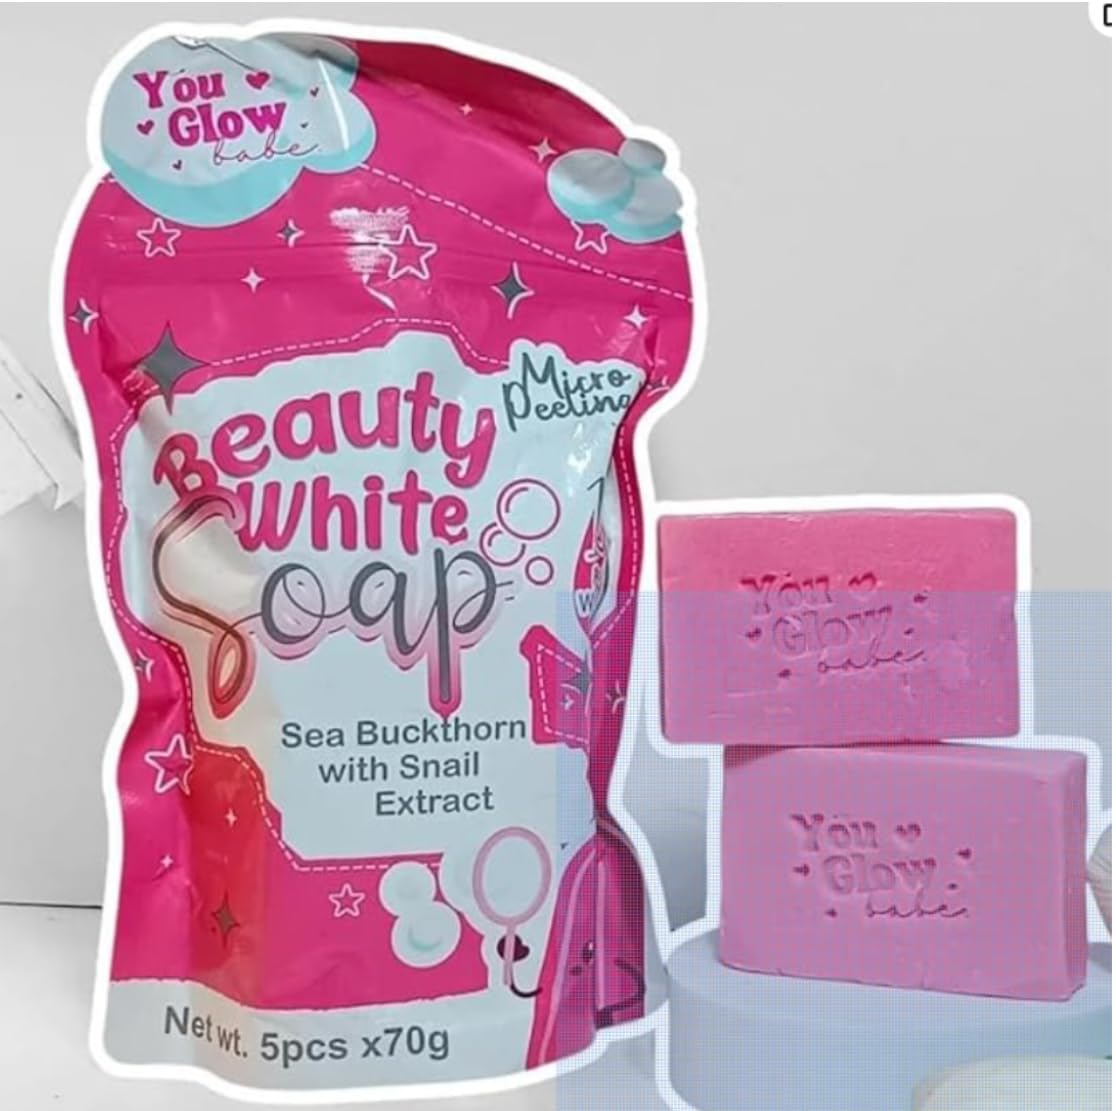 You
Glow
babe
Micro
Peeling
Beauty
White
Soap
Sea Buckthorn
with Snail
Extract
Net wt. 5pcs x70g
You
Glow
babe
You
Glow
babe